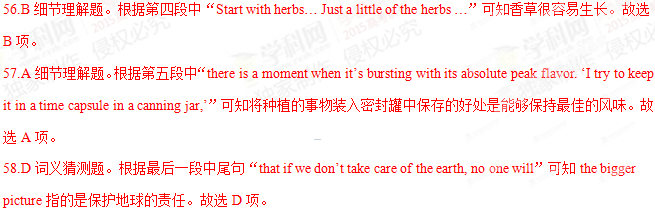 56.B 细节理解题。根据第四段中“Start with herbs… Just a little of the herbs …”可知香草很容易生长。故选
B 项。
57.A 细节理解题。根据第五段中“there is a moment when it’s bursting with its absolute peak flavor. ‘I try to keep
it in a time capsule in a canning jar,’”可知将种植的事物装入密封罐中保存的好处是能够保持最佳的风味。故
选 A 项。
58.D 词义猜测题。根据最后一段中尾句“that if we don’t take care of the earth, no one will”可知 the bigger
picture 指的是保护地球的责任。故选 D 项。